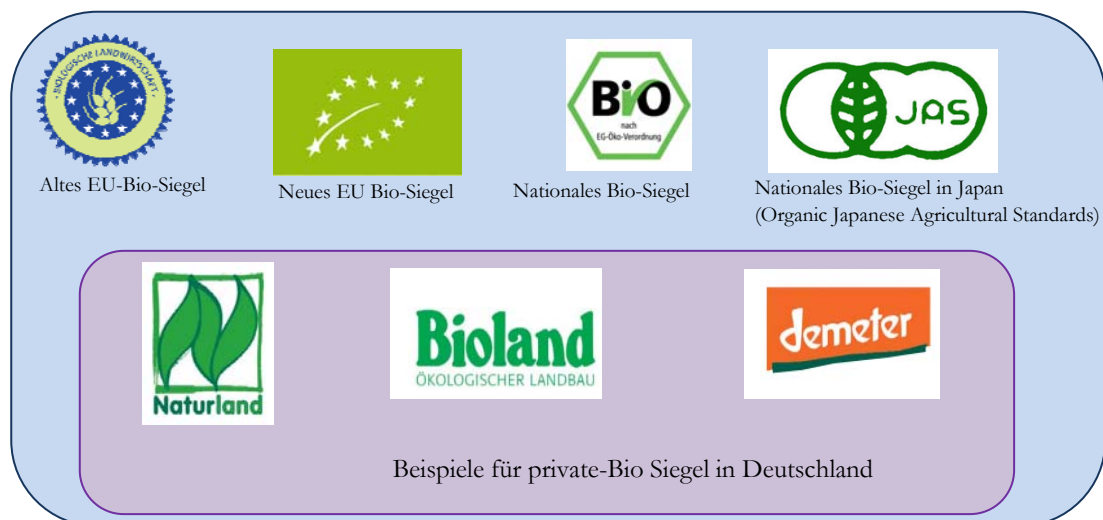 BIOLOGISCHE LANDWIRTSCHAFT
Bio
nach
EG-Öko-Verordnung
JAS
Altes EU-Bio-Siegel
Neues EU Bio-Siegel
Nationales Bio-Siegel
Nationales Bio-Siegel in Japan
(Organic Japanese Agricultural Standards)
Naturland
Bioland
ÖKOLOGISCHER LANDBAU
demeter
Beispiele für private-Bio Siegel in Deutschland